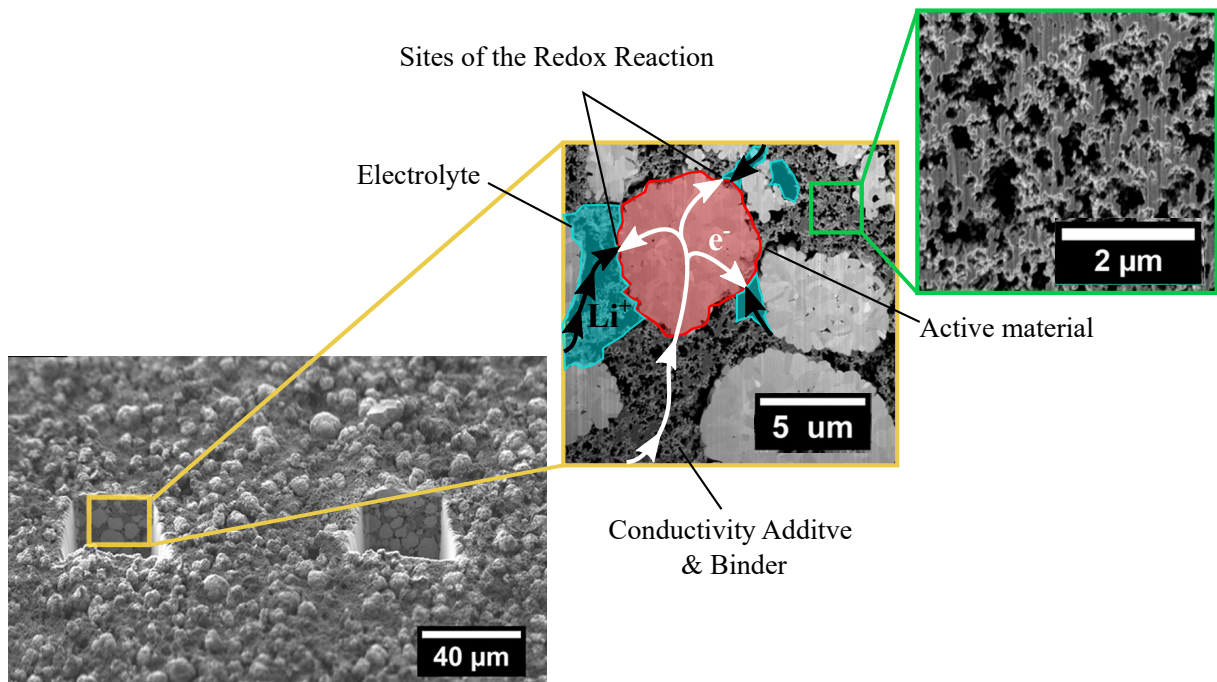 Sites of the Redox Reaction
Electrolyte
e-
Li+
2 µm
Active material
5 um
40 µm
Conductivity Additve
& Binder